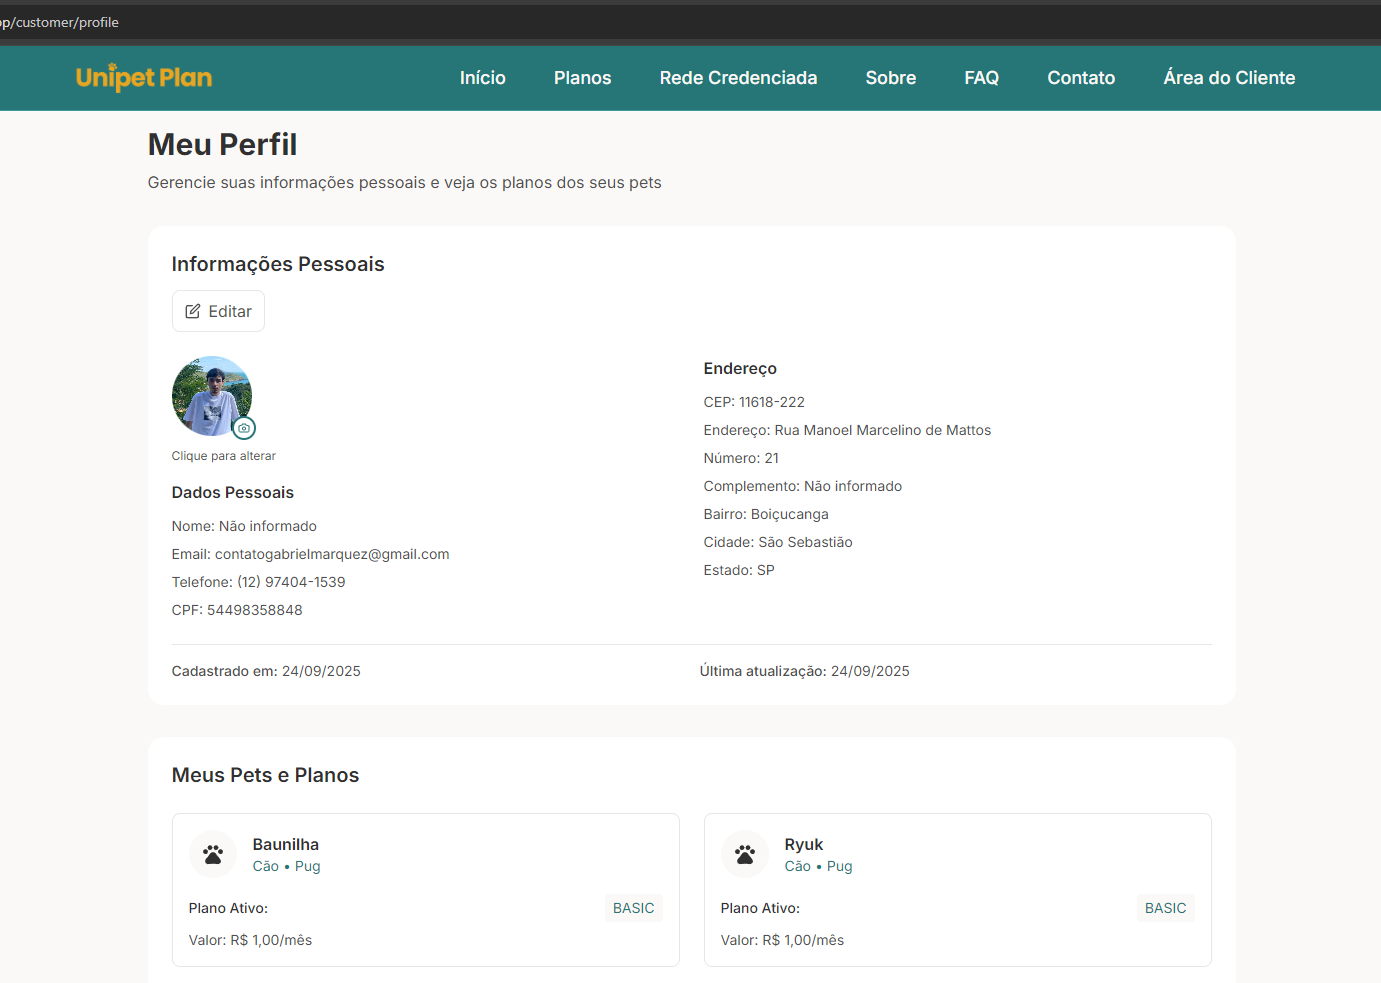 pp/customer/profile
Unipet Plan
Início Planos Rede Credenciada Sobre FAQ Contato Área do Cliente
Meu Perfil
Gerencie suas informações pessoais e veja os planos dos seus pets
Informações Pessoais
Editar
Clique para alterar
Dados Pessoais
Nome: Não informado
Email: contatogabrielmarquez@gmail.com
Telefone: (12) 97404-1539
CPF: 54498358848
Endereço
CEP: 11618-222
Endereço: Rua Manoel Marcelino de Mattos
Número: 21
Complemento: Não informado
Bairro: Boiçucanga
Cidade: São Sebastião
Estado: SP
Cadastrado em: 24/09/2025
Última atualização: 24/09/2025
Meus Pets e Planos
Baunilha
Cão • Pug
Plano Ativo: BASIC
Valor: R$ 1,00/mês
Ryuk
Cão • Pug
Plano Ativo: BASIC
Valor: R$ 1,00/mês